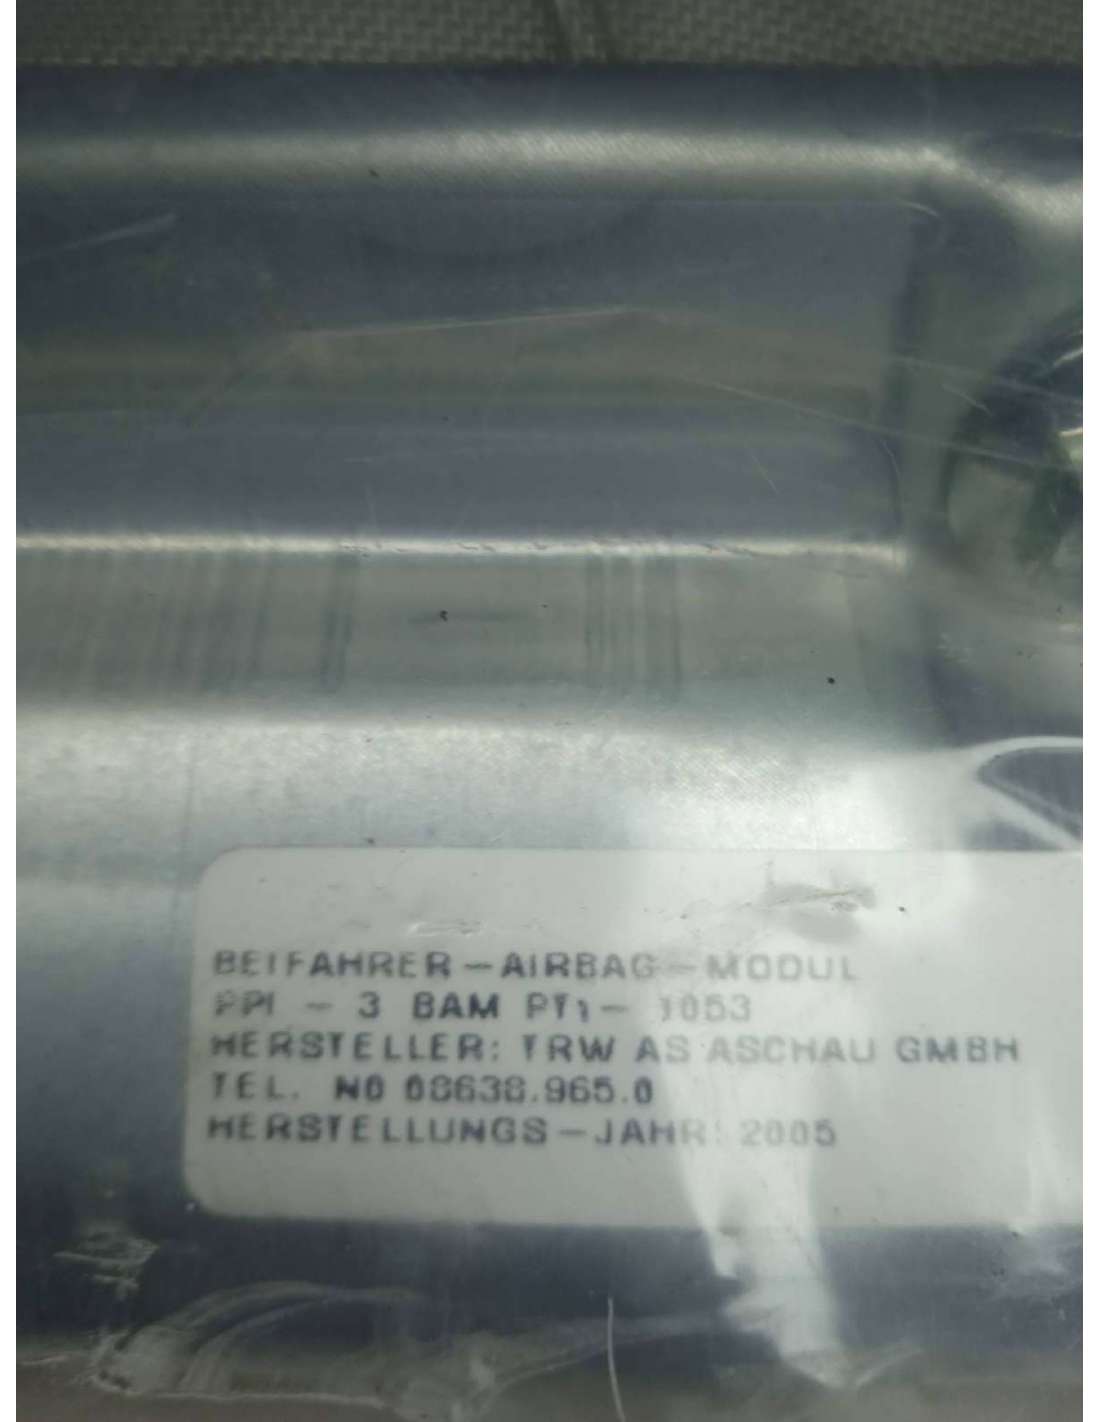 BEIFAHRER-AIRBAG-MODUL
PPI - 3 BAM PT1- 1053
HERSTELLER: TRW AS ASCHAU GMBH
TEL. NO 08638.965.0
HERSTELLUNGS-JAHR: 2005